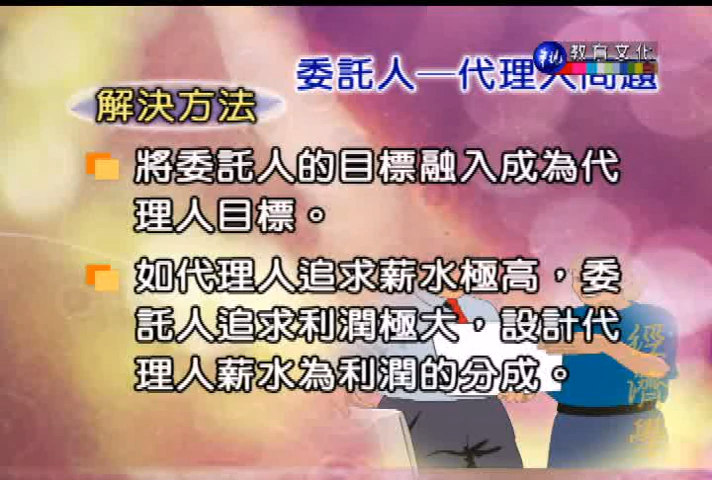 委託人—代理人問題
教育文化
解決方法
將委託人的目標融入成為代
理人目標。
如代理人追求薪水極高，委
託人追求利潤極大，設計代
理人薪水為利潤的分成。
經濟學